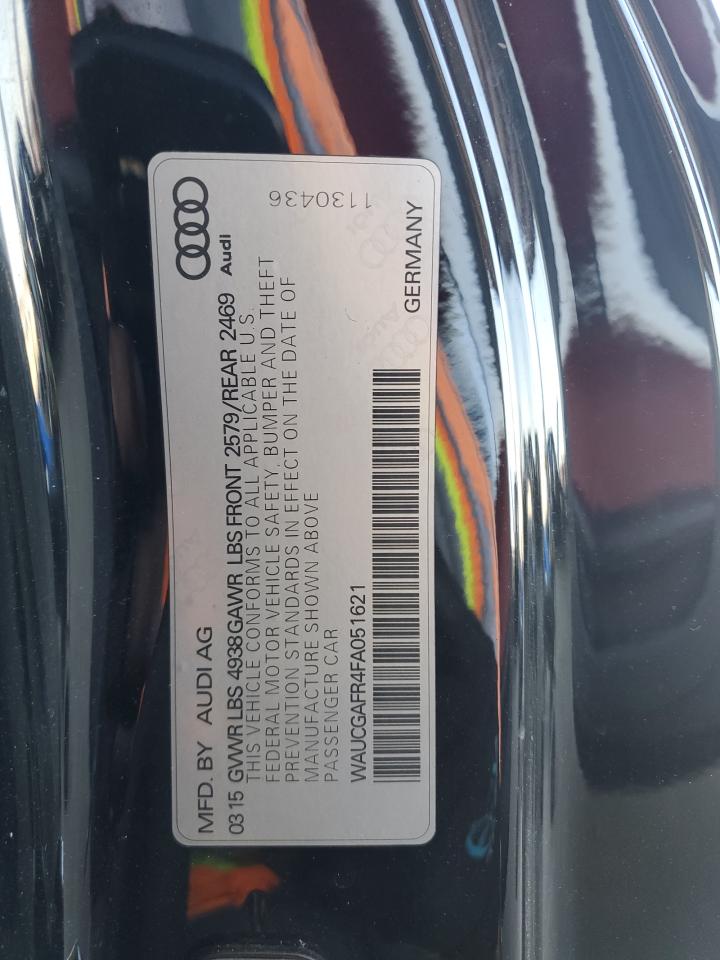 MFD. BY AUDI AG
0315 GVWR LBS 4938 GAWR LBS FRONT 2579/REAR 2469
Audi
THIS VEHICLE CONFORMS TO ALL APPLICABLE U.S.
FEDERAL MOTOR VEHICLE SAFETY, BUMPER AND THEFT
PREVENTION STANDARDS IN EFFECT ON THE DATE OF
MANUFACTURE SHOWN ABOVE
PASSENGER CAR
1130436
WAUCGAFR4FA051621
GERMANY